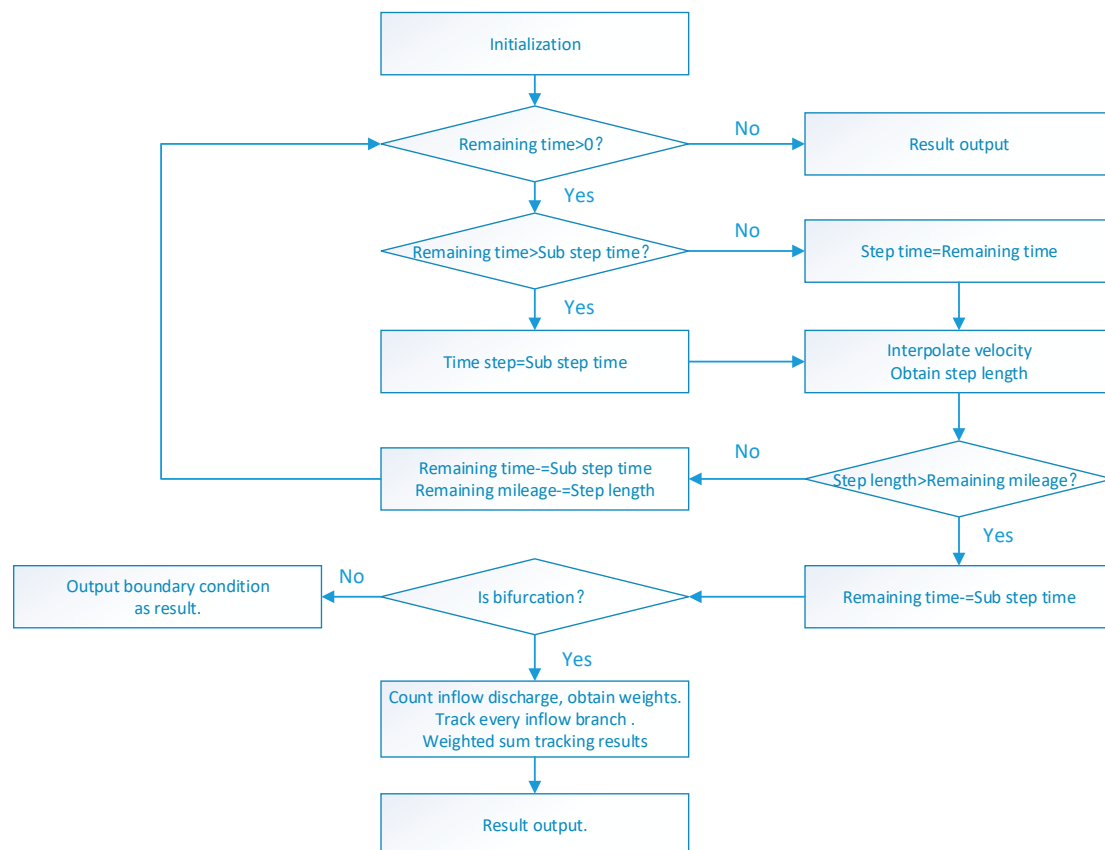 Initialization
Remaining time>0?
No
Result output
Yes
Remaining time>Sub step time?
No
Step time=Remaining time
Yes
Time step=Sub step time
Interpolate velocity
Obtain step length
Remaining time-=Sub step time
Remaining mileage-=Step length
No
Step length>Remaining mileage?
Yes
Output boundary condition
as result.
No
Is bifurcation?
Remaining time-=Sub step time
Yes
Count inflow discharge, obtain weights.
Track every inflow branch .
Weighted sum tracking results
Result output.